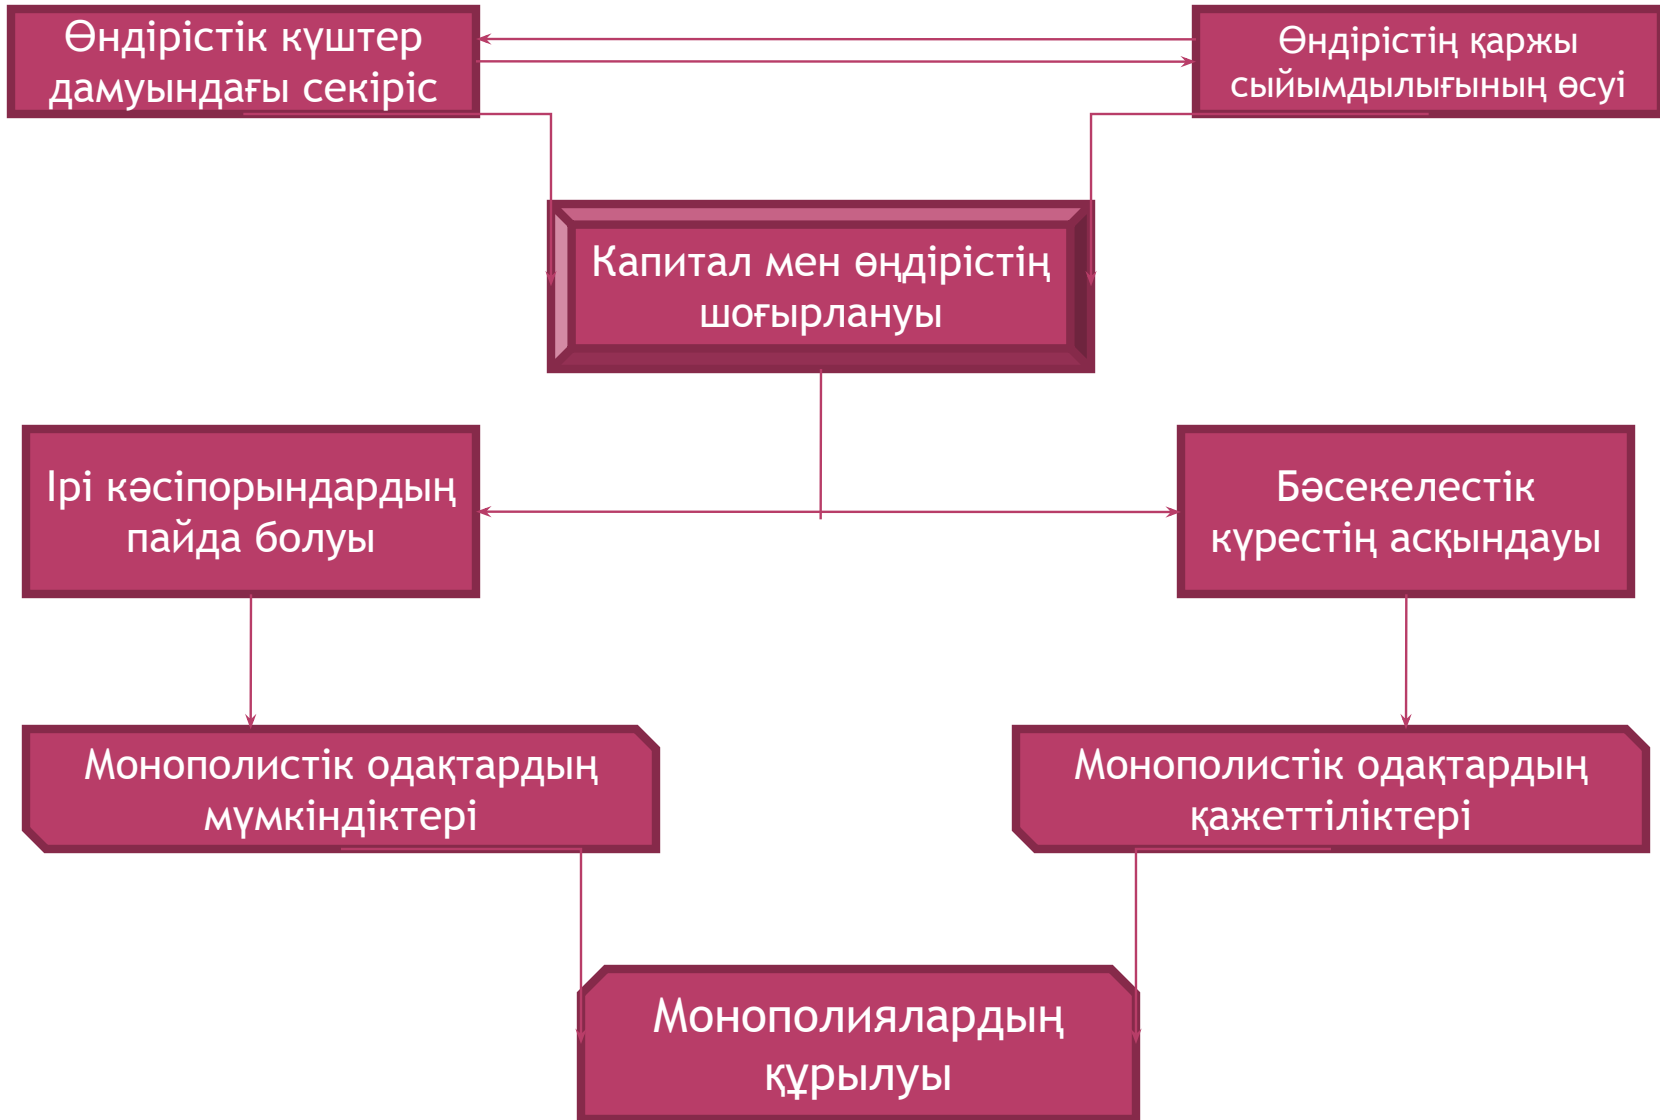 Өндірістік күштер
дамуындағы секіріс
Өндірістің қаржы
сыйымдылығының өсуі
Капитал мен өңдірістің
шоғырлануы
Ірі кәсіпорындардың
пайда болуы
Бәсекелестік
күрестің асқындауы
Монополистік одақтардың
мүмкіндіктері
Монополистік одақтардың
қажеттіліктері
Монополиялардың
құрылуы